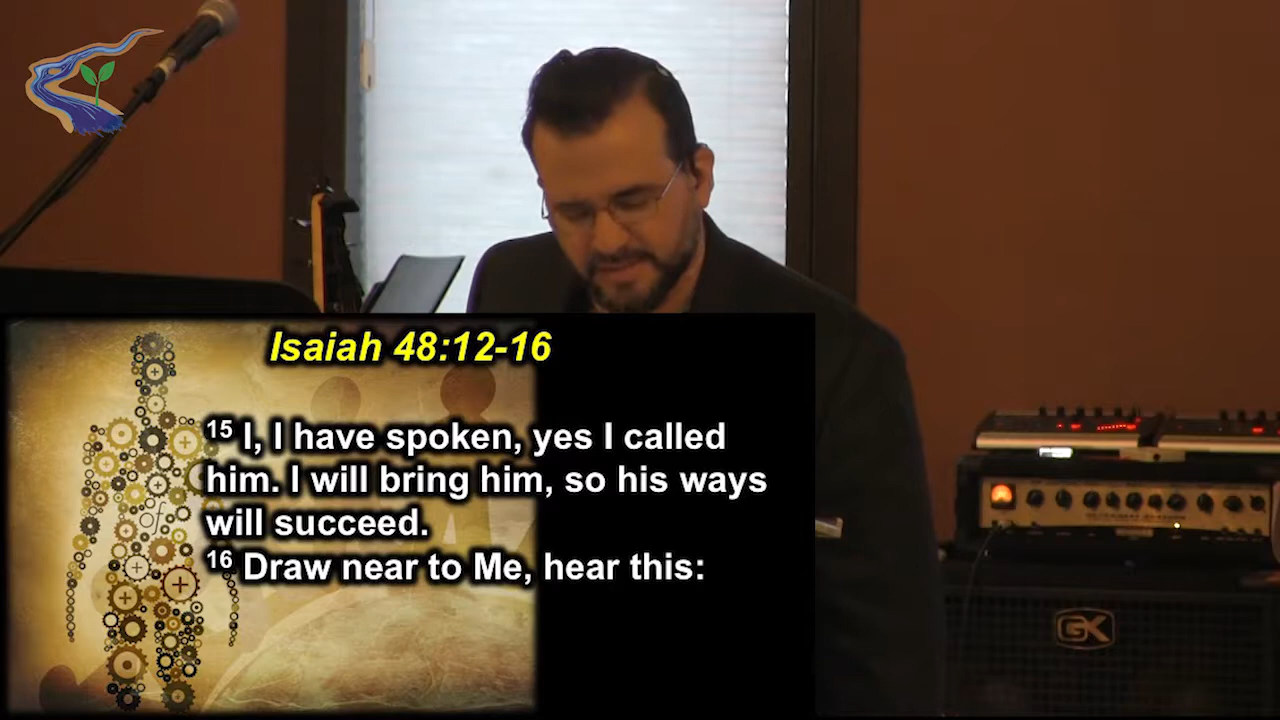 Isaiah 48:12-16
15 I, I have spoken, yes I called
him. I will bring him, so his ways
will succeed.
16 Draw near to Me, hear this:
of
GK